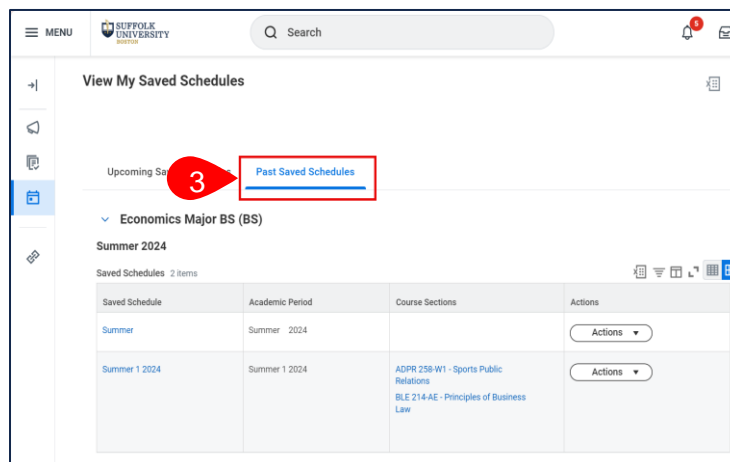 MENU
SUFFOLK
UNIVERSITY
BOSTON
Search
5
View My Saved Schedules
Upcoming
3
Past Saved Schedules
Economics Major BS (BS)
Summer 2024
Saved Schedules 2 items
Saved Schedule Academic Period Course Sections Actions
Summer Summer 2024 Actions
Summer 1 2024 Summer 1 2024 ADPR 258-W1 - Sports Public Actions
Relations
BLE 214-AE - Principles of Business
Law